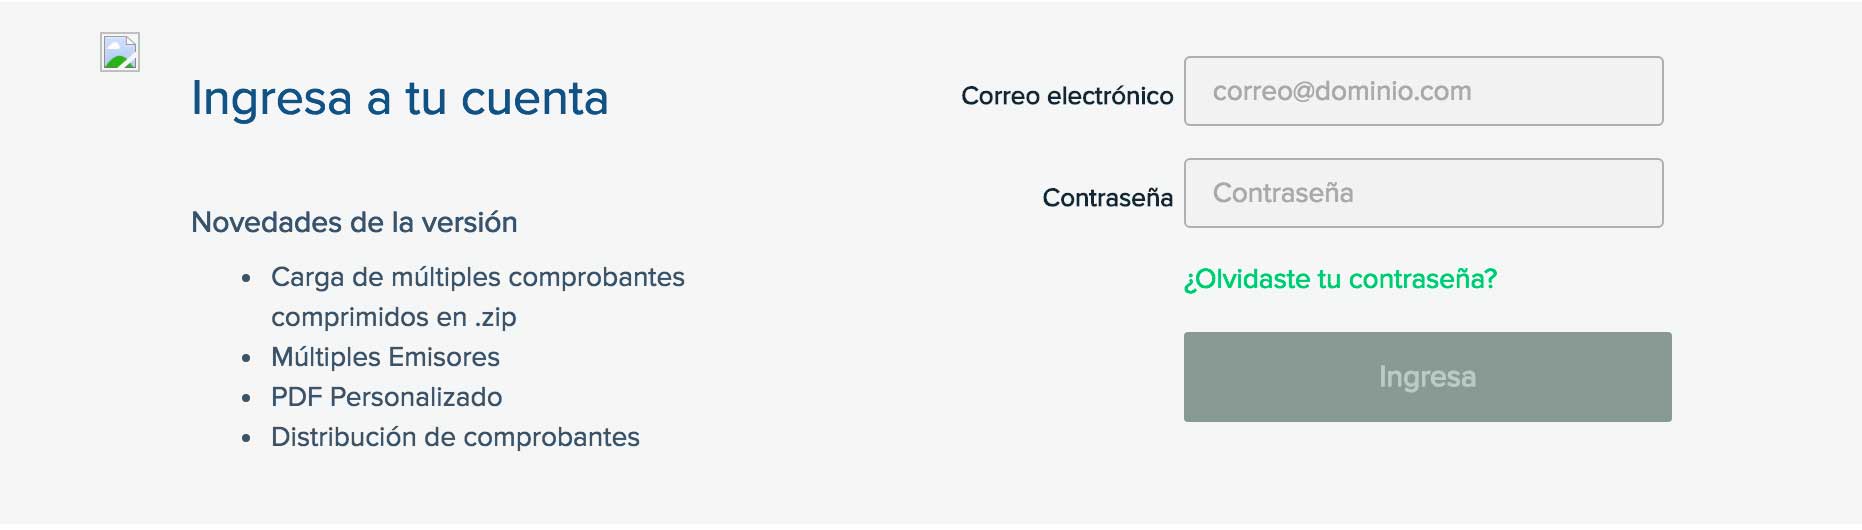 Ingresa a tu cuenta
Novedades de la versión
Carga de múltiples comprobantes
comprimidos en .zip
Múltiples Emisores
PDF Personalizado
Distribución de comprobantes
Correo electrónico
correo@dominio.com
Contraseña
Contraseña
¿Olvidaste tu contraseña?
Ingresa